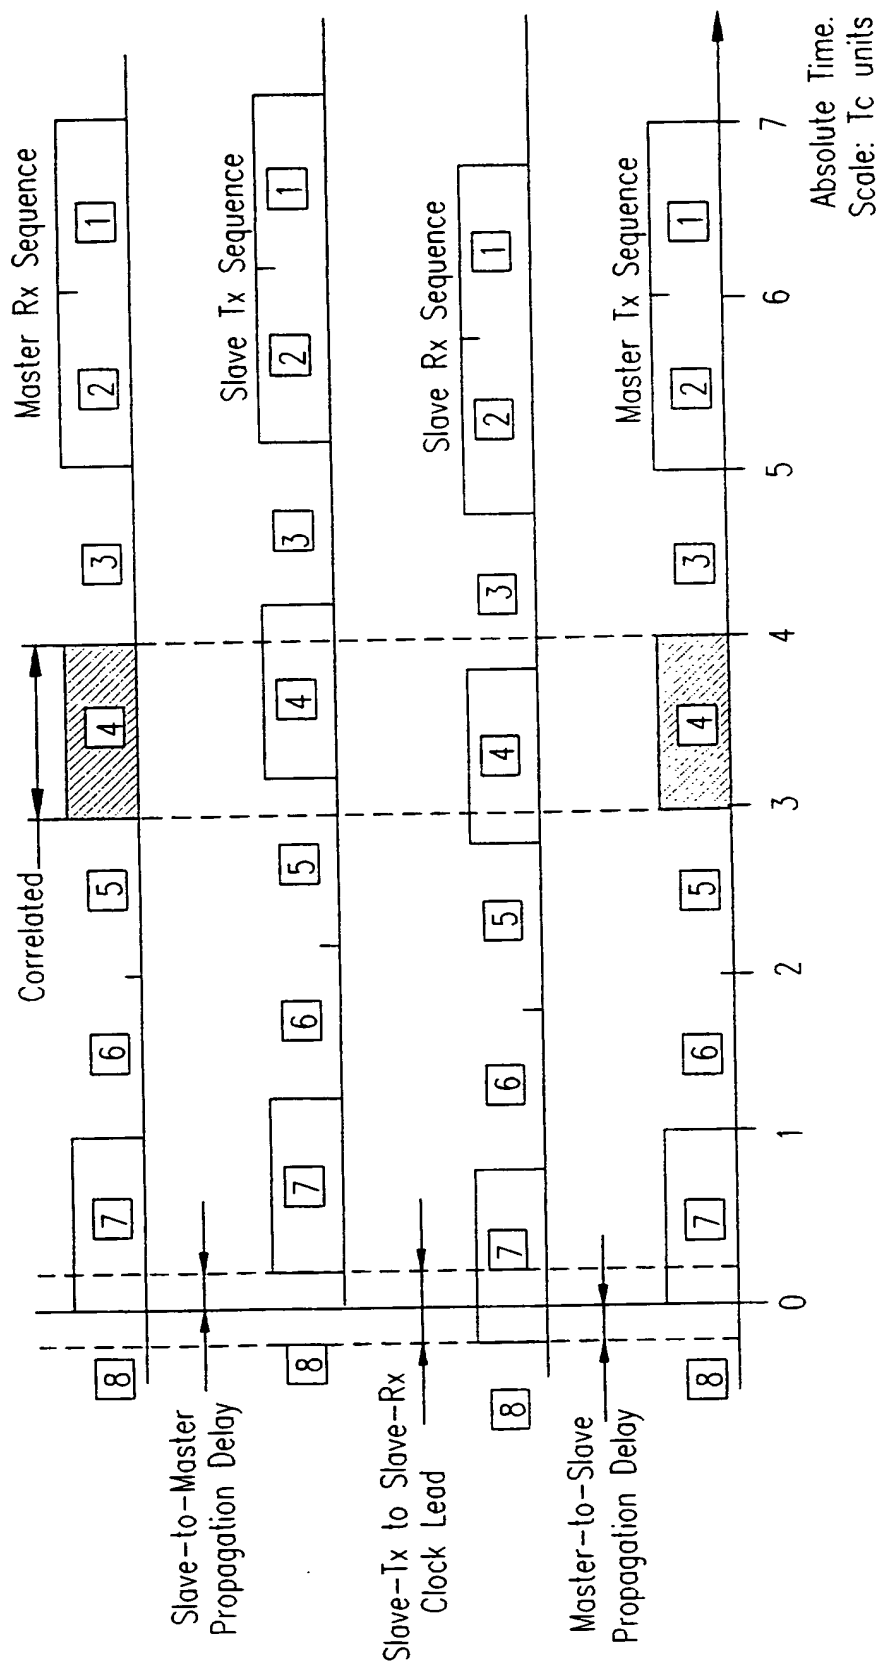 Correlated
Master Rx Sequence
8 7 6 5 4 3 2 1
Slave-to-Master
Propagation Delay
Slave Tx Sequence
8 7 6 5 4 3 2 1
Slave-Tx to Slave-Rx
Clock Lead
Slave Rx Sequence
8 7 6 5 4 3 2 1
Master-to-Slave
Propagation Delay
Master Tx Sequence
8 7 6 5 4 3 2 1
0 1 2 3 4 5 6 7
Absolute Time.
Scale: Tc units